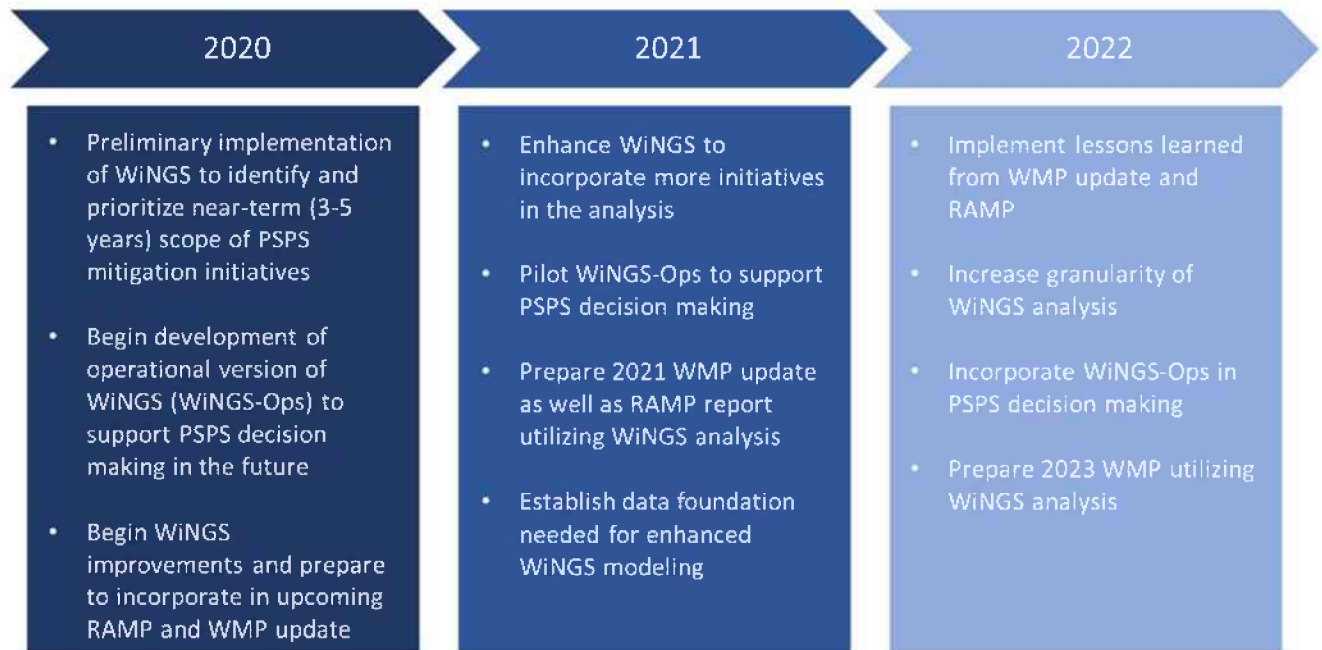 2020
• Preliminary implementation
of WiNGS to identify and
prioritize near-term (3-5
years) scope of PSPS
mitigation initiatives
• Begin development of
operational version of
WiNGS (WiNGS-Ops) to
support PSPS decision
making in the future
• Begin WiNGS
improvements and prepare
to incorporate in upcoming
RAMP and WMP update
2021
• Enhance WiNGS to
incorporate more initiatives
in the analysis
• Pilot WiNGS-Ops to support
PSPS decision making
• Prepare 2021 WMP update
as well as RAMP report
utilizing WiNGS analysis
• Establish data foundation
needed for enhanced
WiNGS modeling
2022
• Implement lessons learned
from WMP update and
RAMP
• Increase granularity of
WiNGS analysis
• Incorporate WiNGS-Ops in
PSPS decision making
• Prepare 2023 WMP utilizing
WiNGS analysis